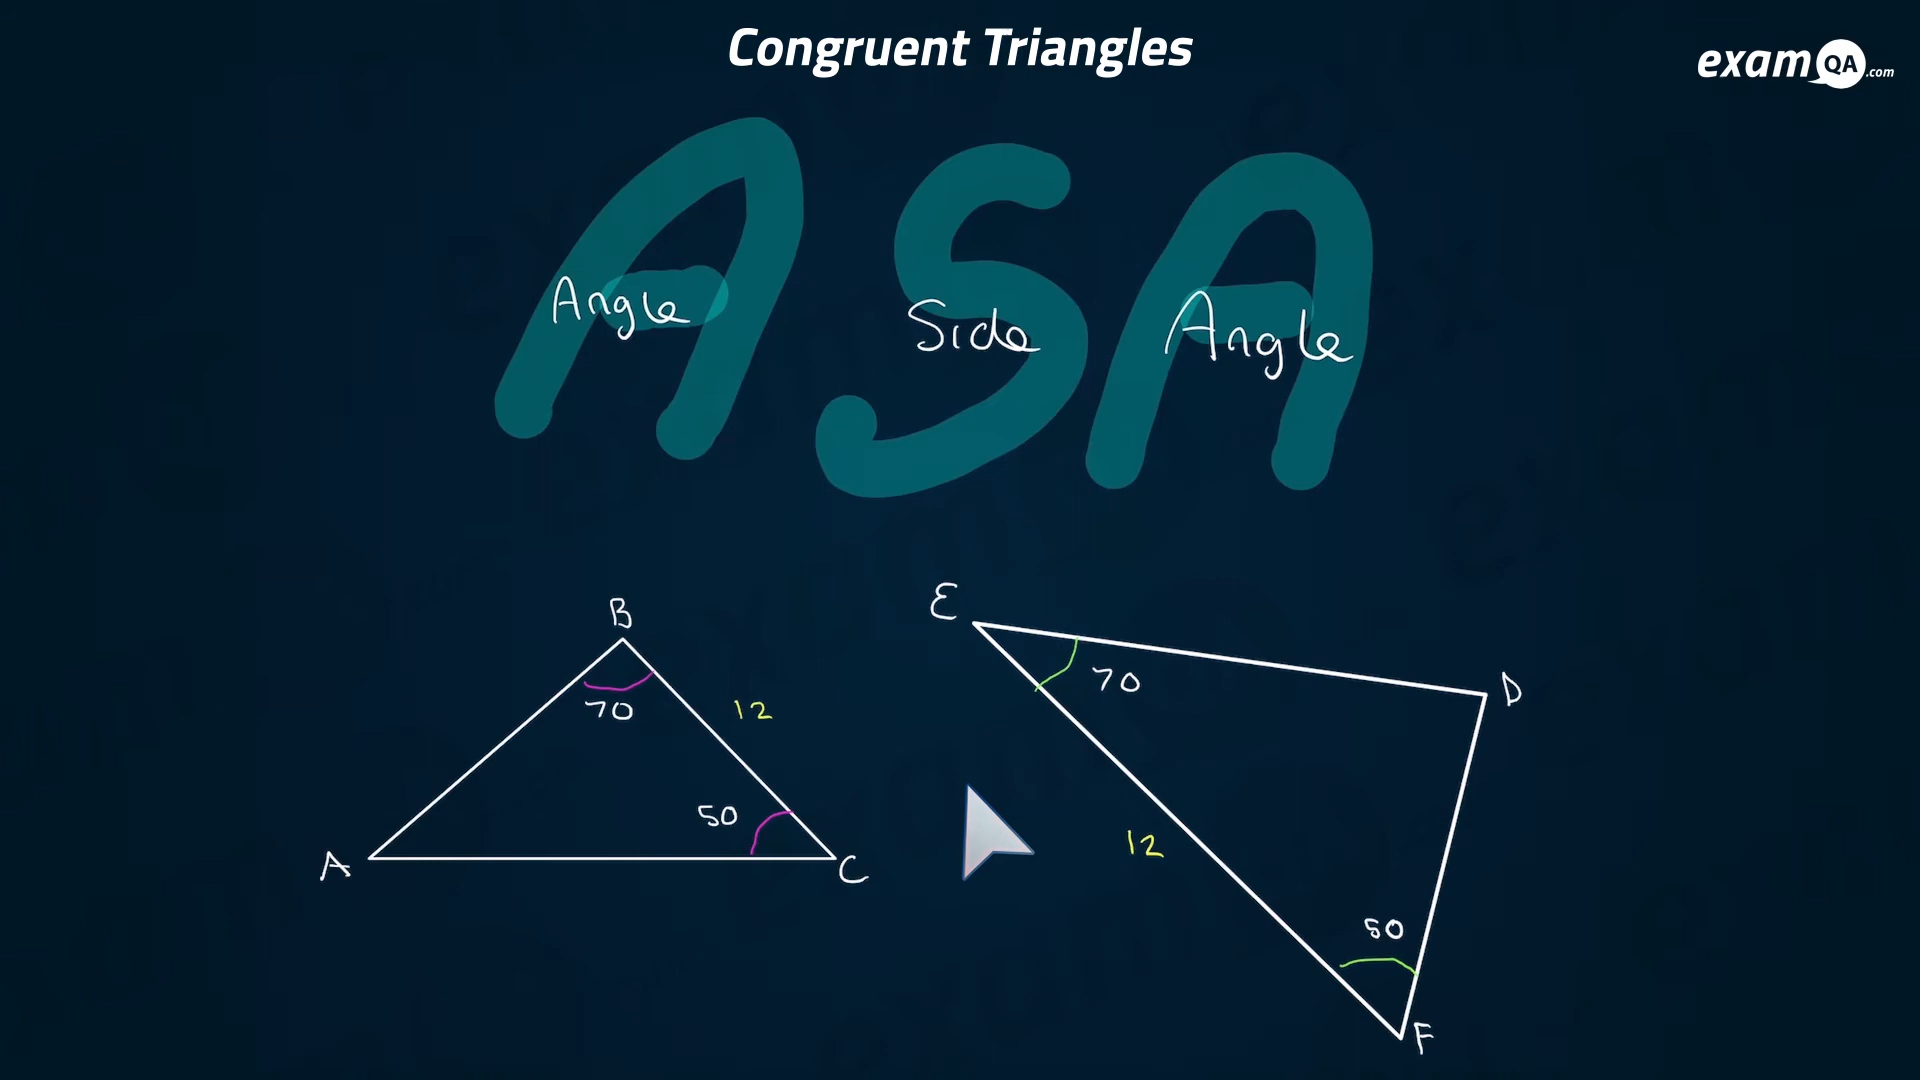 Congruent Triangles
examQA.com
ASA
Angle Side Angle
B
E
70
12
70
D
50
12
A
C
50
F